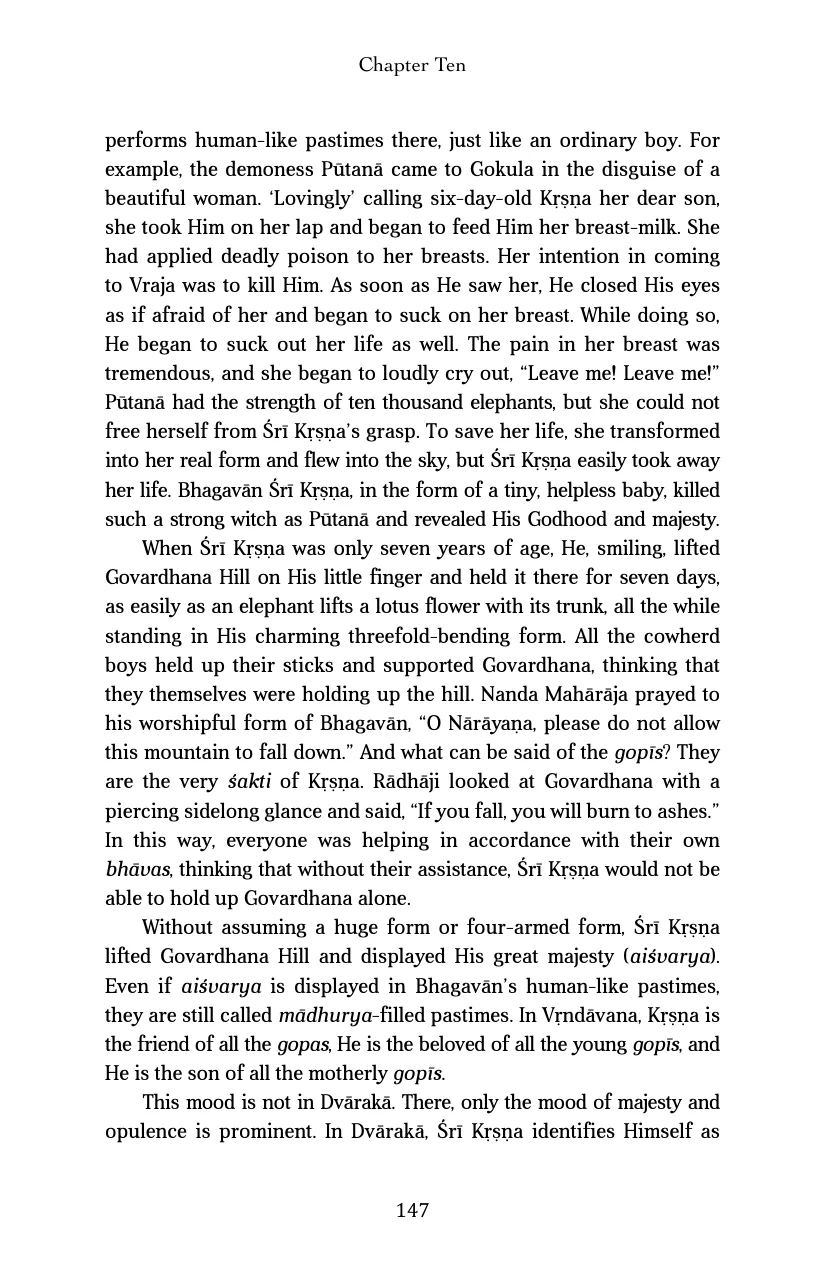 Chapter Ten
performs human-like pastimes there, just like an ordinary boy. For
example, the demoness Pūtanā came to Gokula in the disguise of a
beautiful woman. ‘Lovingly’ calling six-day-old Kṛṣṇa her dear son,
she took Him on her lap and began to feed Him her breast-milk. She
had applied deadly poison to her breasts. Her intention in coming
to Vraja was to kill Him. As soon as He saw her, He closed His eyes
as if afraid of her and began to suck on her breast. While doing so,
He began to suck out her life as well. The pain in her breast was
tremendous, and she began to loudly cry out, “Leave me! Leave me!”
Pūtanā had the strength of ten thousand elephants, but she could not
free herself from Śrī Kṛṣṇa’s grasp. To save her life, she transformed
into her real form and flew into the sky, but Śrī Kṛṣṇa easily took away
her life. Bhagavān Śrī Kṛṣṇa, in the form of a tiny, helpless baby, killed
such a strong witch as Pūtanā and revealed His Godhood and majesty.
When Śrī Kṛṣṇa was only seven years of age, He, smiling, lifted
Govardhana Hill on His little finger and held it there for seven days,
as easily as an elephant lifts a lotus flower with its trunk, all the while
standing in His charming threefold-bending form. All the cowherd
boys held up their sticks and supported Govardhana, thinking that
they themselves were holding up the hill. Nanda Mahārāja prayed to
his worshipful form of Bhagavān, “O Nārāyaṇa, please do not allow
this mountain to fall down.” And what can be said of the gopīs? They
are the very śakti of Kṛṣṇa. Rādhāji looked at Govardhana with a
piercing sidelong glance and said, “If you fall, you will burn to ashes.”
In this way, everyone was helping in accordance with their own
bhāvas, thinking that without their assistance, Śrī Kṛṣṇa would not be
able to hold up Govardhana alone.
Without assuming a huge form or four-armed form, Śrī Kṛṣṇa
lifted Govardhana Hill and displayed His great majesty (aiśvarya).
Even if aiśvarya is displayed in Bhagavān’s human-like pastimes,
they are still called mādhurya-filled pastimes. In Vṛndāvana, Kṛṣṇa is
the friend of all the gopas, He is the beloved of all the young gopīs, and
He is the son of all the motherly gopīs.
This mood is not in Dvārakā. There, only the mood of majesty and
opulence is prominent. In Dvārakā, Śrī Kṛṣṇa identifies Himself as
147